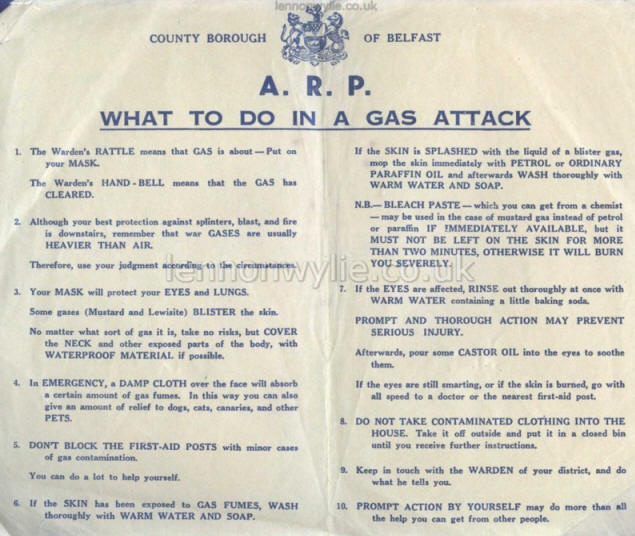 lennonwylie.co.uk
COUNTY BOROUGH OF BELFAST
A. R. P.
WHAT TO DO IN A GAS ATTACK
1. The Warden's RATTLE means that GAS is about—Put on
your MASK.
The Warden's HAND-BELL means that the GAS has
CLEARED.
2. Although your best protection against splinters, blast, and fire
is downstairs, remember that war GASES are usually
HEAVIER THAN AIR.
Therefore, use your judgment according to the circumstances.
3. Your MASK will protect your EYES and LUNGS.
Some gases (Mustard and Lewisite) BLISTER the skin.
No matter what sort of gas it is, take no risks, but COVER
the NECK and other exposed parts of the body, with
WATERPROOF MATERIAL if possible.
4. In EMERGENCY, a DAMP CLOTH over the face will absorb
a certain amount of gas fumes. In this way you can also
give an amount of relief to dogs, cats, canaries, and other
PETS.
5. DON'T BLOCK THE FIRST-AID POSTS with minor cases
of gas contamination.
You can do a lot to help yourself.
6. If the SKIN has been exposed to GAS FUMES, WASH
thoroughly with WARM WATER AND SOAP.
If the SKIN is SPLASHED with the liquid of a blister gas,
mop the skin immediately with PETROL or ORDINARY
PARAFFIN OIL and afterwards WASH thoroughly with
WARM WATER AND SOAP.
N.B.—BLEACH PASTE—which you can get from a chemist
—may be used in the case of mustard gas instead of petrol
or paraffin IF IMMEDIATELY AVAILABLE, but it
MUST NOT BE LEFT ON THE SKIN FOR MORE
THAN TWO MINUTES, OTHERWISE IT WILL BURN
YOU SEVERELY.
lennonwylie.co.uk
7. If the EYES are affected, RINSE out thoroughly at once with
WARM WATER containing a little baking soda.
PROMPT AND THOROUGH ACTION MAY PREVENT
SERIOUS INJURY.
Afterwards, pour some CASTOR OIL into the eyes to soothe
them.
If the eyes are still smarting, or if the skin is burned, go with
all speed to a doctor or the nearest first-aid post.
8. DO NOT TAKE CONTAMINATED CLOTHING INTO THE
HOUSE. Take it off outside and put it in a closed bin
until you receive further instructions.
9. Keep in touch with the WARDEN of your district, and do
what he tells you.
10. PROMPT ACTION BY YOURSELF may do more than all
the help you can get from other people.